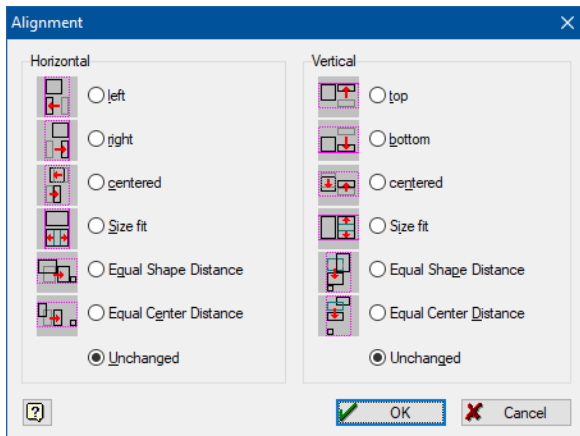 Alignment
Horizontal
left
right
centered
Size fit
Equal Shape Distance
Equal Center Distance
Unchanged
Vertical
top
bottom
centered
Size fit
Equal Shape Distance
Equal Center Distance
Unchanged
?
OK
Cancel